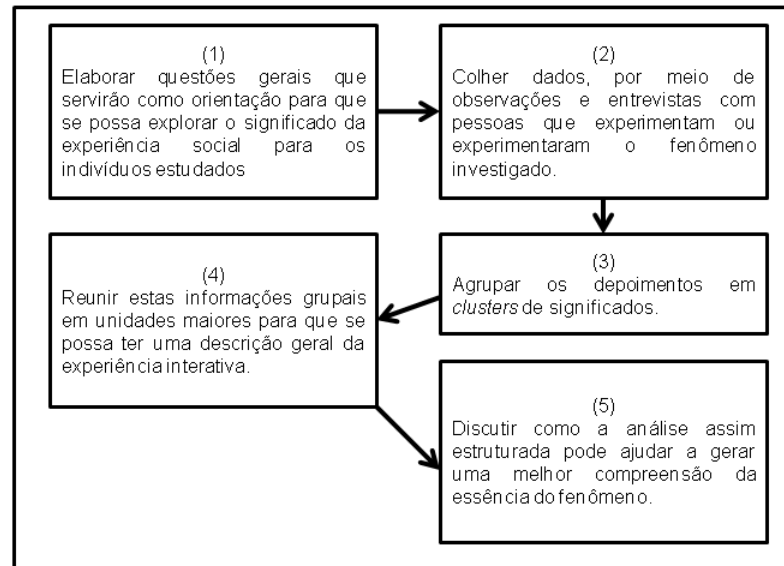 (1)
Elaborar questões gerais que
servirão como orientação para que
se possa explorar o significado da
experiência social para os
indivíduos estudados
(2)
Colher dados, por meio de
observações e entrevistas com
pessoas que experimentam ou
experimentaram o fenômeno
investigado.
(3)
Agrupar os depoimentos em
clusters de significados.
(4)
Reunir estas informações grupais
em unidades maiores para que se
possa ter uma descrição geral da
experiência interativa.
(5)
Discutir como a análise assim
estruturada pode ajudar a gerar
uma melhor compreensão da
essência do fenômeno.